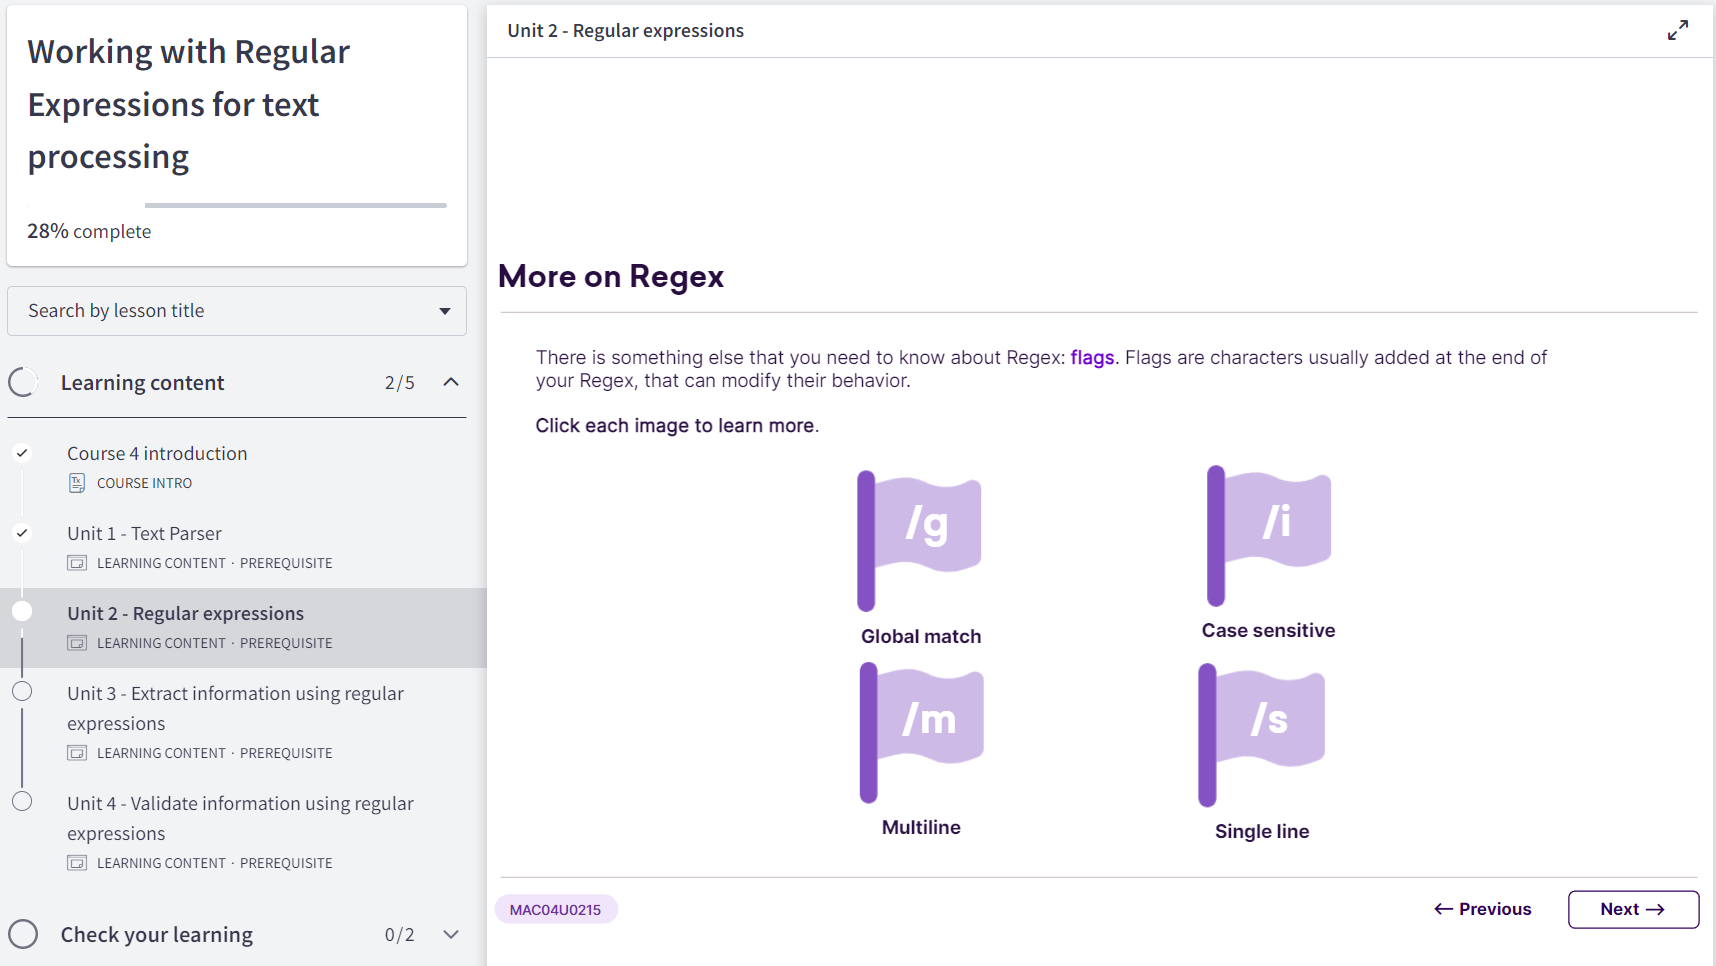 Working with Regular
Expressions for text
processing
28% complete
Search by lesson title
Learning content 2/5
Course 4 introduction
Tx
COURSE INTRO
Unit 1 - Text Parser
LEARNING CONTENT · PREREQUISITE
Unit 2 - Regular expressions
LEARNING CONTENT · PREREQUISITE
Unit 3 - Extract information using regular
expressions
LEARNING CONTENT · PREREQUISITE
Unit 4 - Validate information using regular
expressions
LEARNING CONTENT · PREREQUISITE
Check your learning 0/2
Unit 2 - Regular expressions
More on Regex
There is something else that you need to know about Regex: flags. Flags are characters usually added at the end of
your Regex, that can modify their behavior.
Click each image to learn more.
/g
Global match
/i
Case sensitive
/m
Multiline
/s
Single line
MAC04U0215
← Previous
Next →